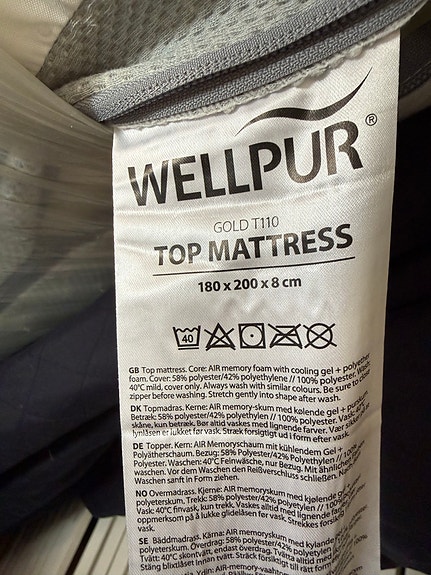 WELLPUR®
GOLD T110
TOP MATTRESS
180 x 200 x 8 cm
40
GB Top mattress. Core: AIR memory foam with cooling gel + polyether
foam. Cover: 58% polyester/42% polyethylene // 100% polyester. Wash
40°C mild, cover only. Always wash with similar colours. Be sure to close
zipper before washing. Stretch gently into shape after wash.
DK Topmadras. Kerne: AIR memory-skum med kølende gel + purskum
Betræk: 58% polyester/42% polyethylen // 100% polyester. Vask: 40°C
skåne, kun betræk. Bør altid vaskes med lignende farver. Vær sikker på
lynlåsen er lukket før vask. Stræk forsigtigt ud i form efter vask.
DE Topper. Kern: AIR Memoryschaum mit kühlendem Gel +
Polyätherschaum. Bezug: 58% Polyester/42% Polyethylen // 100%
Polyester. Waschen: 40°C Feinwäsche, nur Bezug. Mit ähnlichen
waschen. Vor dem Waschen den Reißverschluss schließen. Nach
Waschen sanft in Form ziehen.
NO Overmadrass. Kjerne: AIR memoryskum med kjølende
polyeterskum. Trekk: 58% polyester/42% polyetylen //
Vask: 40°C finvask, kun trekk. Vaskes alltid med lignende
oppmerksom på å lukke glidelåsen før vask. Strekkes forsiktig
SE Bäddmadrass. Kärna: AIR memoryskum med kylande
polyeterskum. Överdrag: 58% polyester/42% polyetylen
Tvätt: 40°C skontvätt, endast överdrag. Tvätta alltid med
Stäng blixtlåset innan tvätt. Sträck försiktigt till rätt
AIR memory-vaahto